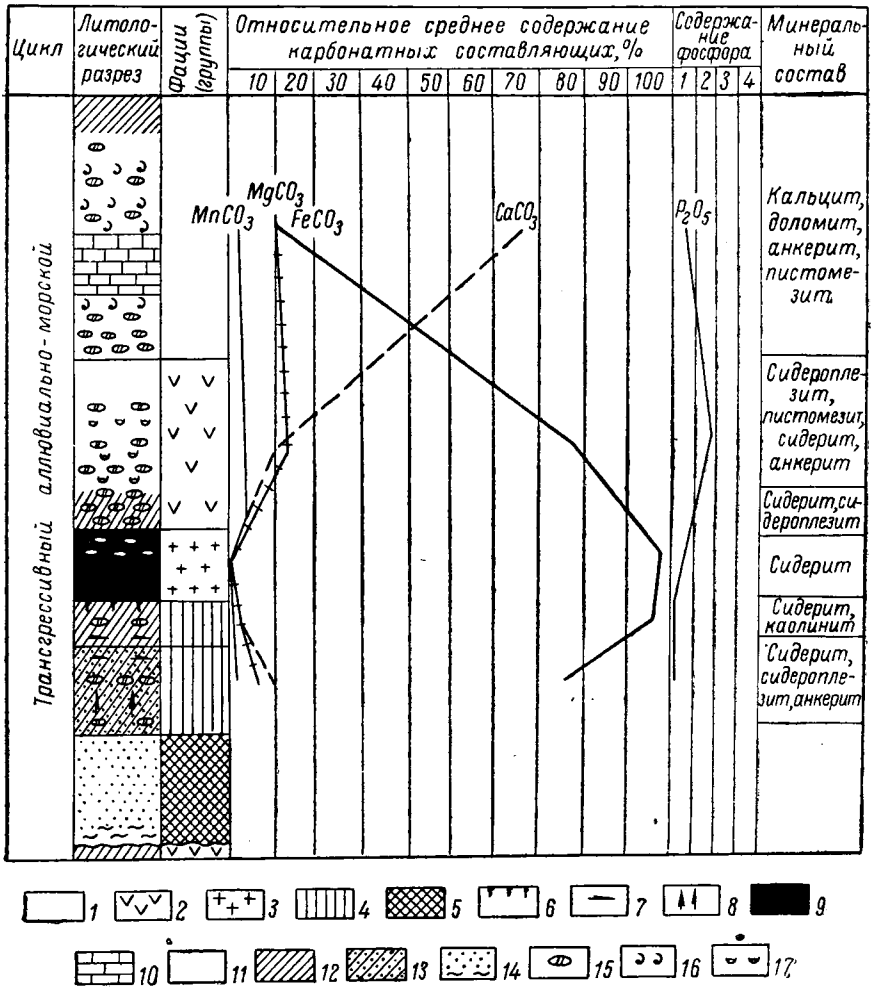 Цикл
Литоло-
гический
разрез
Фации
(группы)
Относительное среднее содержание
карбонатных составляющих,%
10 20 30 40 50 60 70 80 100
Содержа-
ние
фосфора
1 2 3 4
Минераль-
ный
состав
Трансгрессивный аллювиально-морской
MnCO3
MgCO3
FeCO3
CaCO3
P2O5
Кальцит,
доломит,
анкерит,
пистоме-
зит,
Сидеропле-
зит,
пистомезит,
сидерит,
анкерит
Сидерит,си-
дероплезит
Сидерит
Сидерит,
каолинит
Сидерит,
сидеропле-
зит,анкерит
1 2 3 4 5 6 7 8 9
10 11 12 13 14 15 16 17